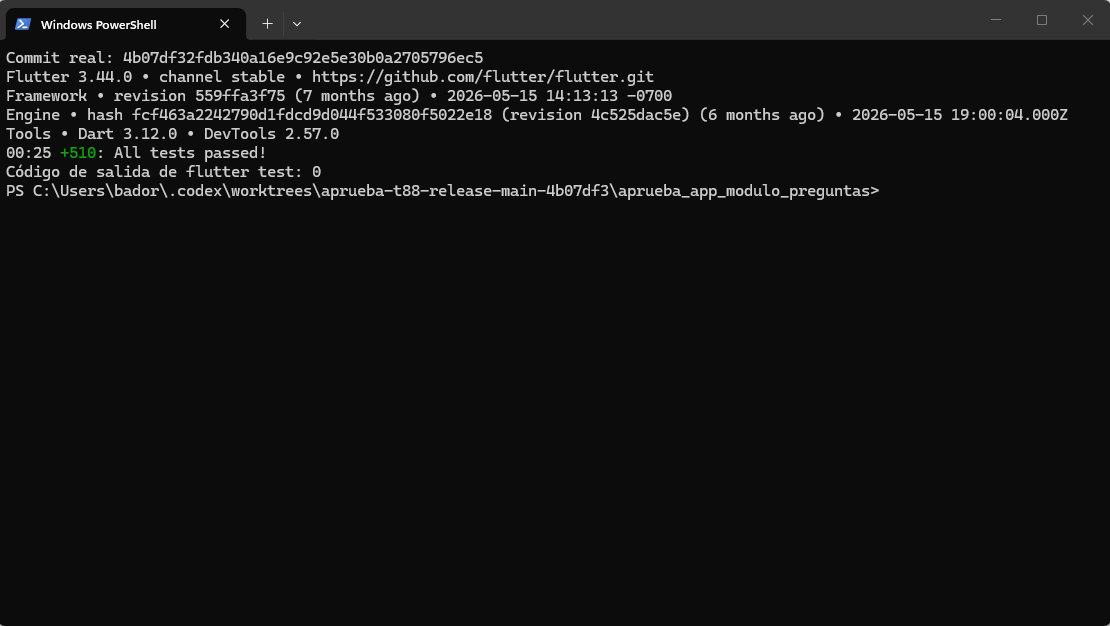 Windows PowerShell
Commit real: 4b07df32fdb340a16e9c92e5e30b0a2705796ec5
Flutter 3.44.0 • channel stable • https://github.com/flutter/flutter.git
Framework • revision 559ffa3f75 (7 months ago) • 2026-05-15 14:13:13 -0700
Engine • hash fcf463a2242790d1fdcd9d044f533080f5022e18 (revision 4c525dac5e) (6 months ago) • 2026-05-15 19:00:04.000Z
Tools • Dart 3.12.0 • DevTools 2.57.0
00:25 +510: All tests passed!
Código de salida de flutter test: 0
PS C:\Users\bador\.codex\worktrees\aprueba-t88-release-main-4b07df3\aprueba_app_modulo_preguntas>